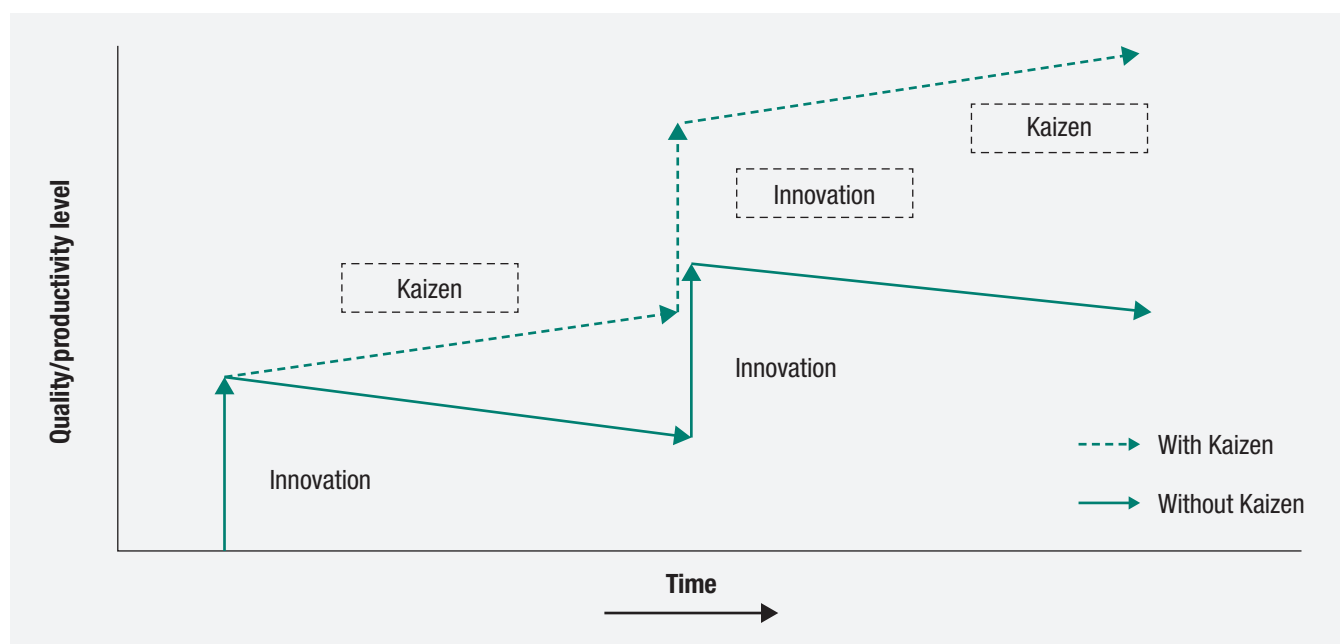 Quality/productivity level
Kaizen
Innovation
Kaizen
Innovation
Innovation
With Kaizen
Without Kaizen
Time